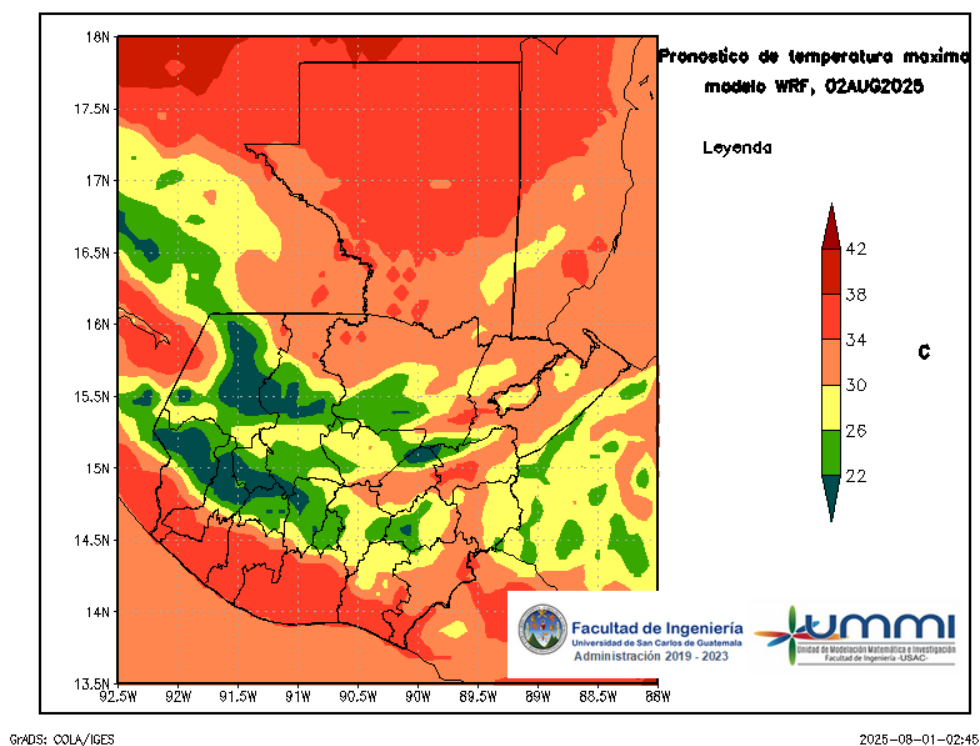 Pronostico de temperatura maxima
modelo WRF, 02AUG2025
Leyenda
42
38
34
30
26
22
C
18N
17.5N
17N
16.5N
16N
15.5N
15N
14.5N
14N
13.5N
92.5W
92W
91.5W
91W
90.5W
90W
89.5W
89W
88.5W
88W
Facultad de Ingeniería
Universidad de San Carlos de Guatemala
Administración 2019 - 2023
ummi
Unidad de Modelación Matemática e Investigación
Facultad de Ingeniería -USAC-
GrADS: COLA/IGES
2025-08-01-02:45